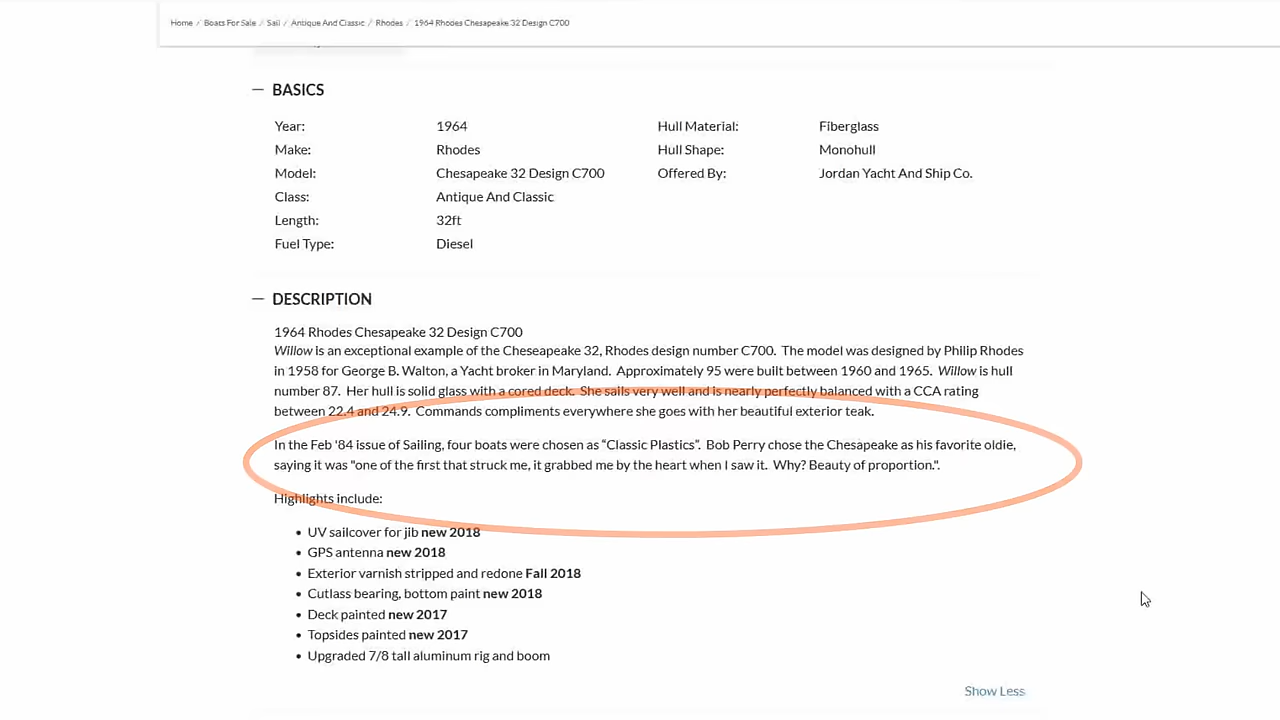 Home / Boats For Sale / Sail / Antique And Classic / Rhodes / 1964 Rhodes Chesapeake 32 Design C700
— BASICS
Year: 1964 Hull Material: Fiberglass
Make: Rhodes Hull Shape: Monohull
Model: Chesapeake 32 Design C700 Offered By: Jordan Yacht And Ship Co.
Class: Antique And Classic
Length: 32ft
Fuel Type: Diesel
— DESCRIPTION
1964 Rhodes Chesapeake 32 Design C700
Willow is an exceptional example of the Cheseapeake 32, Rhodes design number C700. The model was designed by Philip Rhodes
in 1958 for George B. Walton, a Yacht broker in Maryland. Approximately 95 were built between 1960 and 1965. Willow is hull
number 87. Her hull is solid glass with a cored deck. She sails very well and is nearly perfectly balanced with a CCA rating
between 22.4 and 24.9. Commands compliments everywhere she goes with her beautiful exterior teak.
In the Feb '84 issue of Sailing, four boats were chosen as “Classic Plastics”. Bob Perry chose the Chesapeake as his favorite oldie,
saying it was "one of the first that struck me, it grabbed me by the heart when I saw it. Why? Beauty of proportion.".
Highlights include:
• UV sailcover for jib new 2018
• GPS antenna new 2018
• Exterior varnish stripped and redone Fall 2018
• Cutlass bearing, bottom paint new 2018
• Deck painted new 2017
• Topsides painted new 2017
• Upgraded 7/8 tall aluminum rig and boom
Show Less